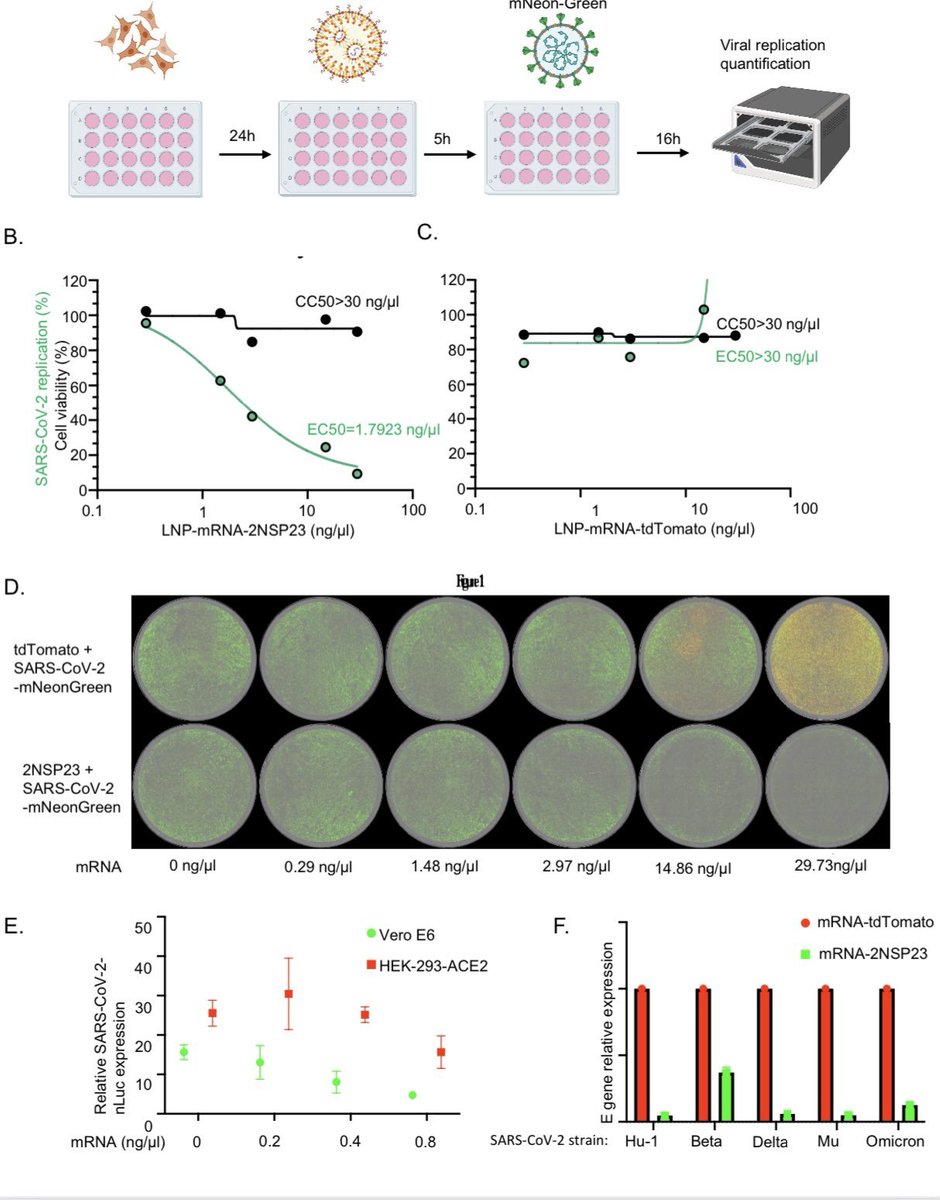 mNeon-Green
Viral replication
quantification
24h
5h
16h
B.
C.
120
100
80
60
40
20
0
SARS-CoV-2 replication (%)
Cell viability (%)
CC50>30 ng/µl
EC50=1.7923 ng/µl
0.1
1
10
100
LNP-mRNA-2NSP23 (ng/µl)
120
100
80
60
40
20
0
CC50>30 ng/µl
EC50>30 ng/µl
0.1
1
10
100
LNP-mRNA-tdTomato (ng/µl)
D.
tdTomato +
SARS-CoV-2
-mNeonGreen
2NSP23 +
SARS-CoV-2
-mNeonGreen
mRNA
0 ng/µl
0.29 ng/µl
1.48 ng/µl
2.97 ng/µl
14.86 ng/µl
29.73ng/µl
E.
50
40
30
20
10
0
Relative SARS-CoV-2-
nLuc expression
Vero E6
HEK-293-ACE2
mRNA (ng/µl)
0
0.2
0.4
0.8
F.
mRNA-tdTomato
mRNA-2NSP23
E gene relative expression
SARS-CoV-2 strain:
Hu-1
Beta
Delta
Mu
Omicron